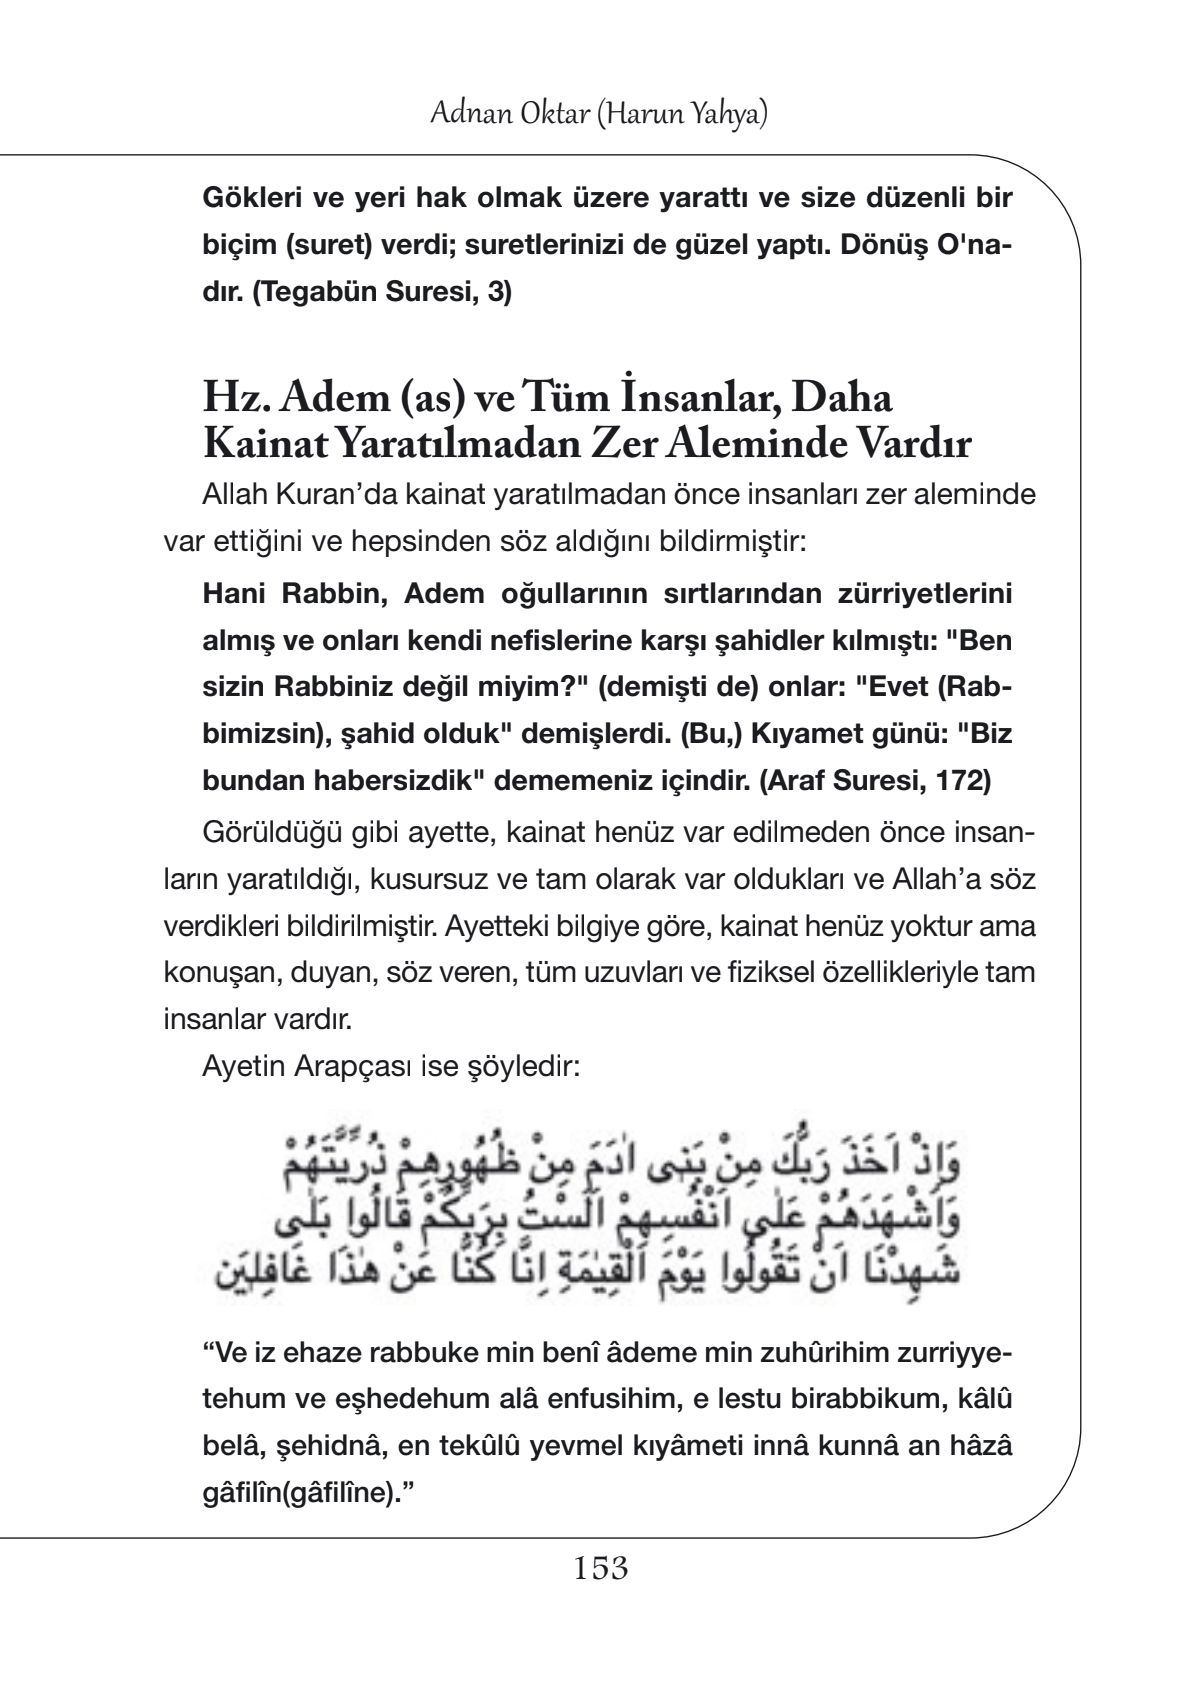 Adnan Oktar (Harun Yahya)
Gökleri ve yeri hak olmak üzere yarattı ve size düzenli bir
biçim (suret) verdi; suretlerinizi de güzel yaptı. Dönüş O'na-
dır. (Tegabün Suresi, 3)
Hz. Adem (as) ve Tüm İnsanlar, Daha
Kainat Yaratılmadan Zer Aleminde Vardır
Allah Kuran’da kainat yaratılmadan önce insanları zer aleminde
var ettiğini ve hepsinden söz aldığını bildirmiştir:
Hani Rabbin, Adem oğullarının sırtlarından zürriyetlerini
almış ve onları kendi nefislerine karşı şahidler kılmıştı: "Ben
sizin Rabbiniz değil miyim?" (demişti de) onlar: "Evet (Rab-
bimizsin), şahid olduk" demişlerdi. (Bu,) Kıyamet günü: "Biz
bundan habersizdik" dememeniz içindir. (Araf Suresi, 172)
Görüldüğü gibi ayette, kainat henüz var edilmeden önce insan-
ların yaratıldığı, kusursuz ve tam olarak var oldukları ve Allah’a söz
verdikleri bildirilmiştir. Ayetteki bilgiye göre, kainat henüz yoktur ama
konuşan, duyan, söz veren, tüm uzuvları ve fiziksel özellikleriyle tam
insanlar vardır.
Ayetin Arapçası ise şöyledir:
وَاِذْ اَخَذَ رَبُّكَ مِنْ بَنٖى اٰدَمَ مِنْ ظُهُورِهِمْ ذُرِّيَّتَهُمْ
وَاَشْهَدَهُمْ عَلٰى اَنْفُسِهِمْ اَلَسْتُ بِرَبِّكُمْ قَالُوا بَلٰى
شَهِدْنَا اَنْ تَقُولُوا يَوْمَ الْقِيٰمَةِ اِنَّا كُنَّا عَنْ هٰذَا غَافِلٖينَ
“Ve iz ehaze rabbuke min benî âdeme min zuhûrihim zurriyye-
tehum ve eşhedehum alâ enfusihim, e lestu birabbikum, kâlû
belâ, şehidnâ, en tekûlû yevmel kıyâmeti innâ kunnâ an hâzâ
gâfilîn(gâfilîne).”
153